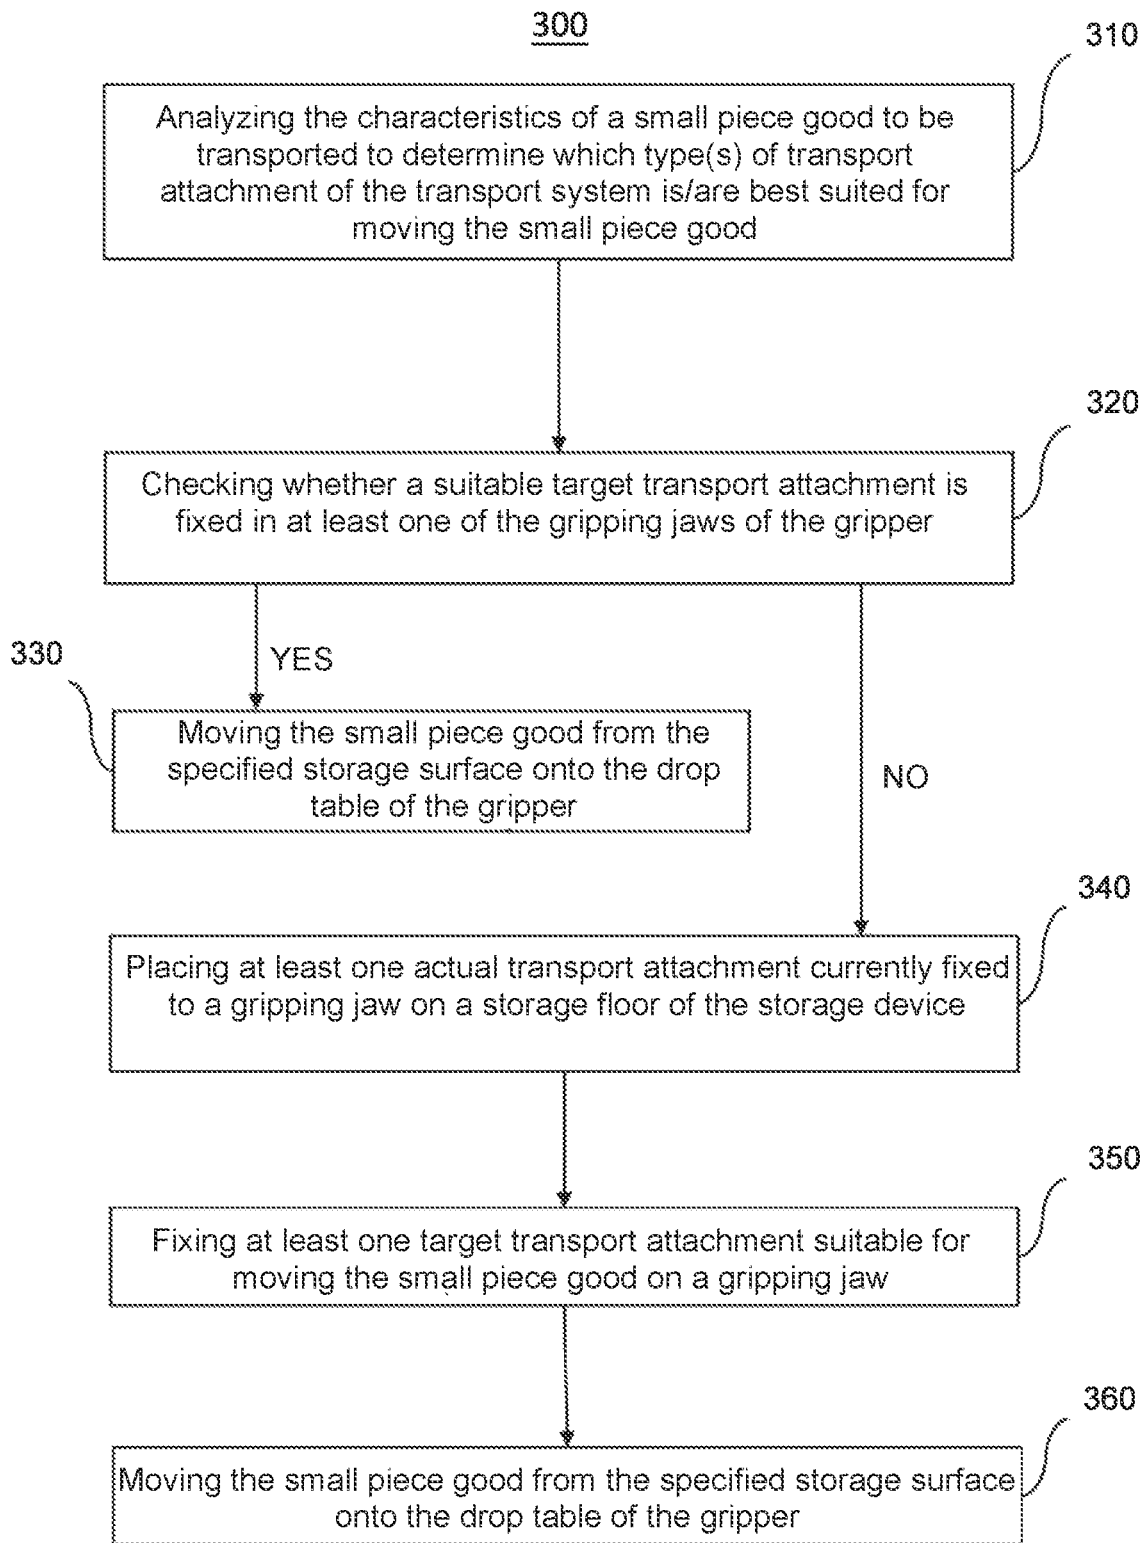 300
310
Analyzing the characteristics of a small piece good to be
transported to determine which type(s) of transport
attachment of the transport system is/are best suited for
moving the small piece good
320
Checking whether a suitable target transport attachment is
fixed in at least one of the gripping jaws of the gripper
330
YES
Moving the small piece good from the
specified storage surface onto the drop
table of the gripper
NO
340
Placing at least one actual transport attachment currently fixed
to a gripping jaw on a storage floor of the storage device
350
Fixing at least one target transport attachment suitable for
moving the small piece good on a gripping jaw
360
Moving the small piece good from the specified storage surface
onto the drop table of the gripper